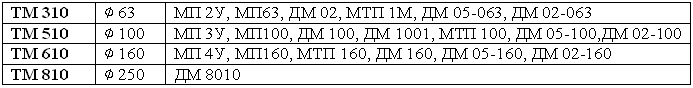 ТМ 310 ∮ 63 МП 2У, МП63, ДМ 02, МТП 1М, ДМ 05-063, ДМ 02-063
ТМ 510 ∮ 100 МП 3У, МП100, ДМ 100, ДМ 1001, МТП 100, ДМ 05-100,ДМ 02-100
ТМ 610 ∮ 160 МП 4У, МП160, МТП 160, ДМ 160, ДМ 05-160, ДМ 02-160
ТМ 810 ∮ 250 ДМ 8010